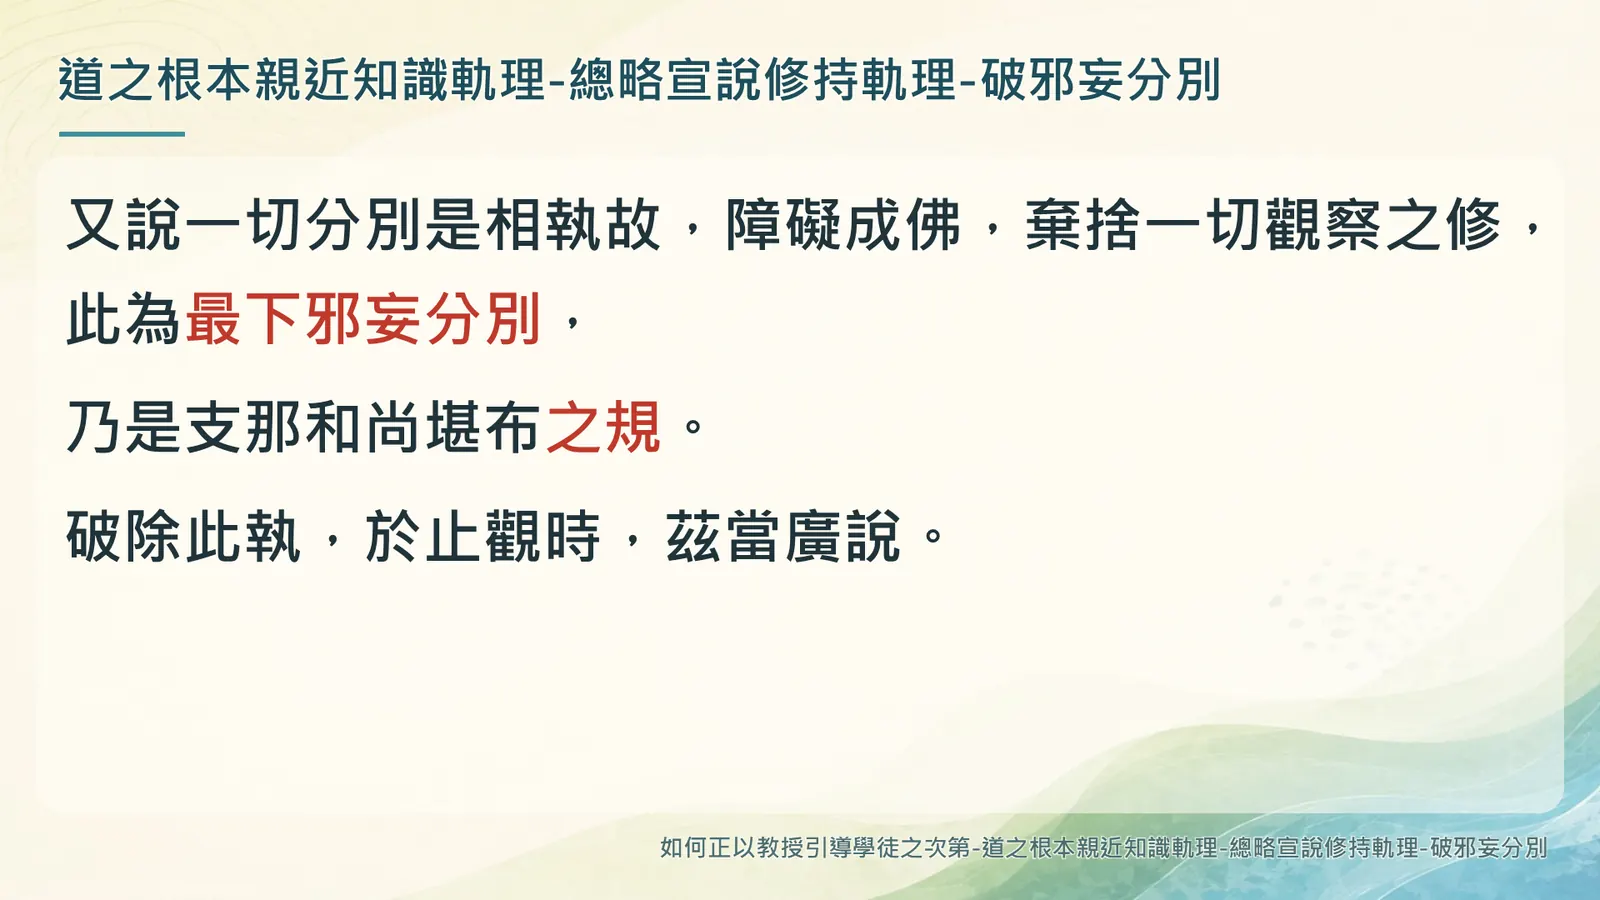 道之根本親近知識軌理-總略宣說修持軌理-破邪妄分別
又說一切分別是相執故，障礙成佛，棄捨一切觀察之修，
此為最下邪妄分別，
乃是支那和尚堪布之規。
破除此執，於止觀時，茲當廣說。
如何正以教授引導學徒之次第-道之根本親近知識軌理-總略宣說修持軌理-破邪妄分別